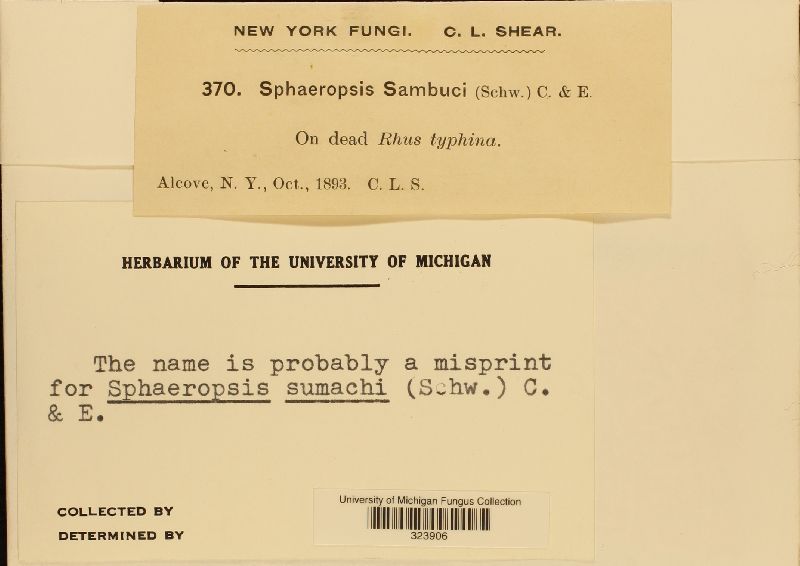 NEW YORK FUNGI. C. L. SHEAR.
370. Sphaeropsis Sambuci (Schw.) C. & E.
On dead Rhus typhina.
Alcove, N. Y., Oct., 1893. C. L. S.
HERBARIUM OF THE UNIVERSITY OF MICHIGAN
The name is probably a misprint
for Sphaeropsis sumachi (Schw.) C.
& E.
COLLECTED BY
DETERMINED BY
University of Michigan Fungus Collection
323906